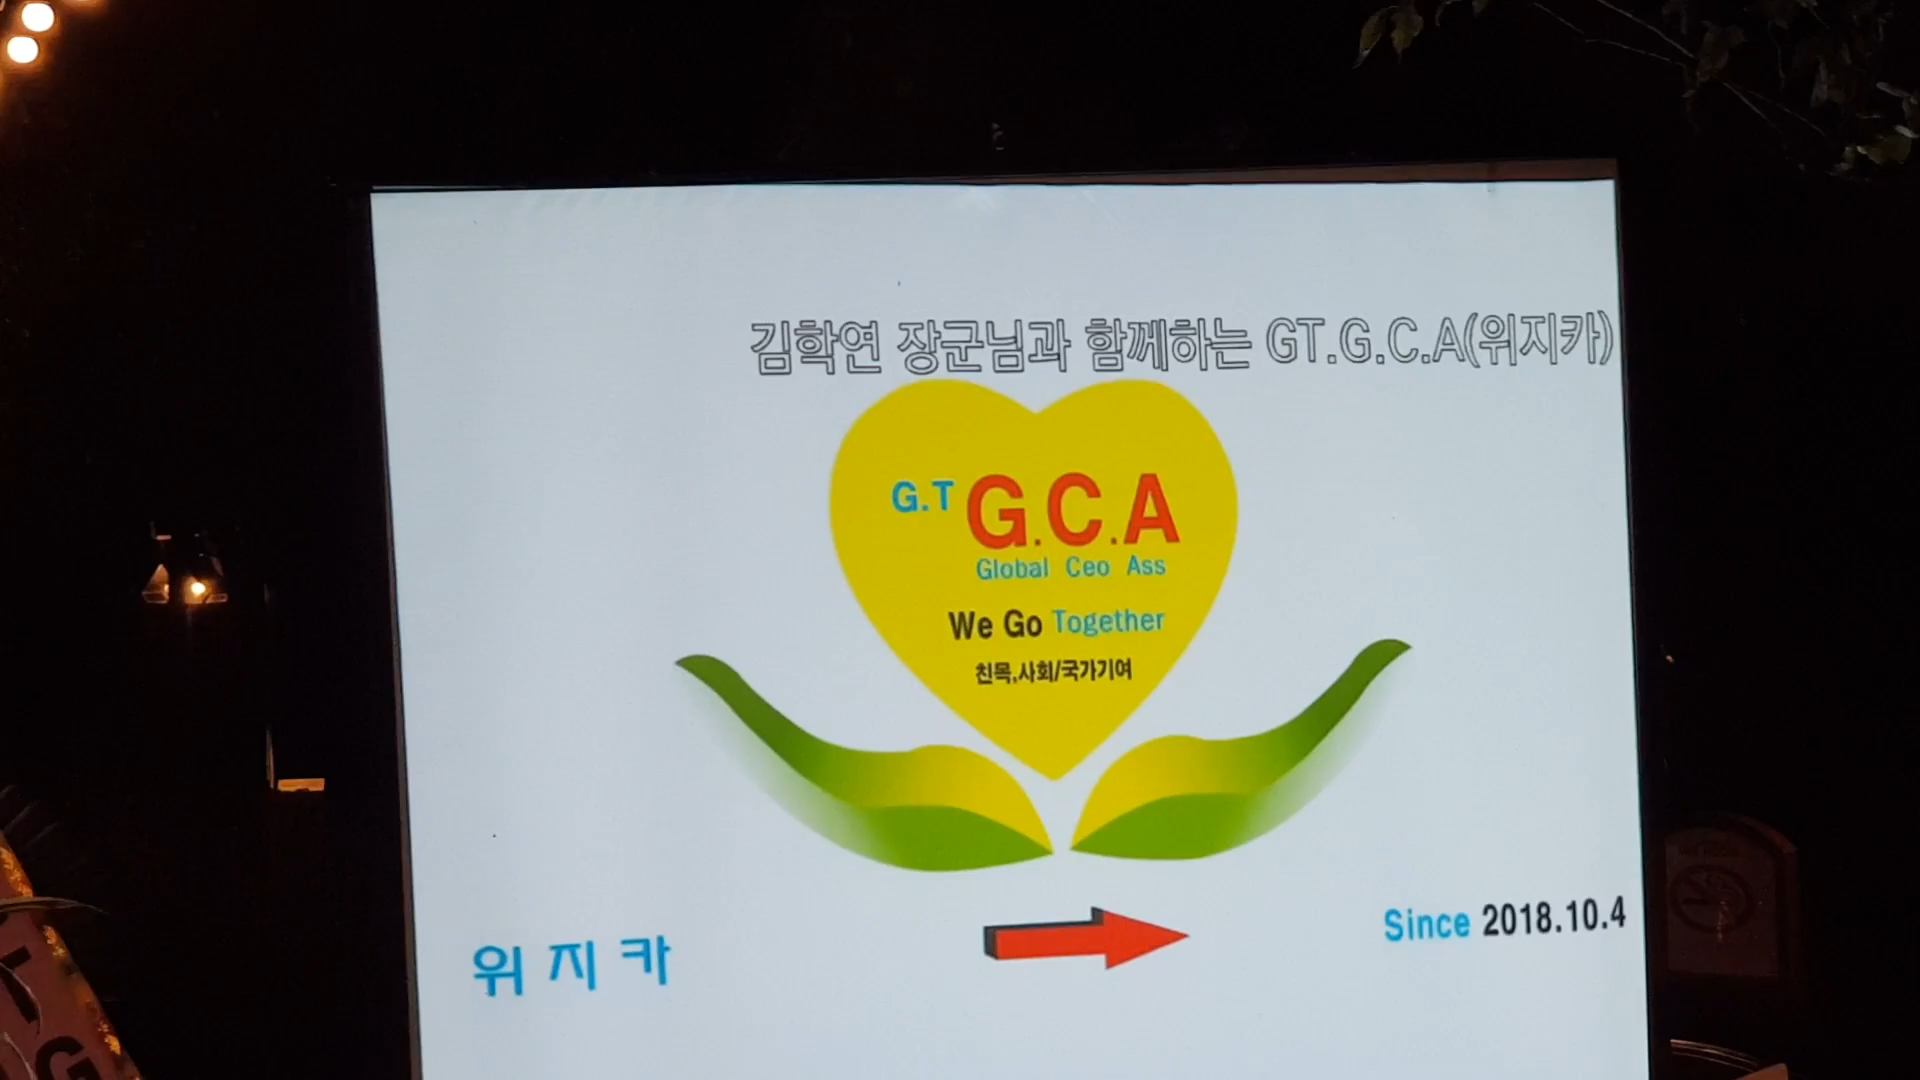 김학연 장군님과 함께하는 GT.G.C.A(위지카)
G.T G.C.A
Global Ceo Ass
We Go Together
친목,사회/국가기여
위 지 카
Since 2018.10.4